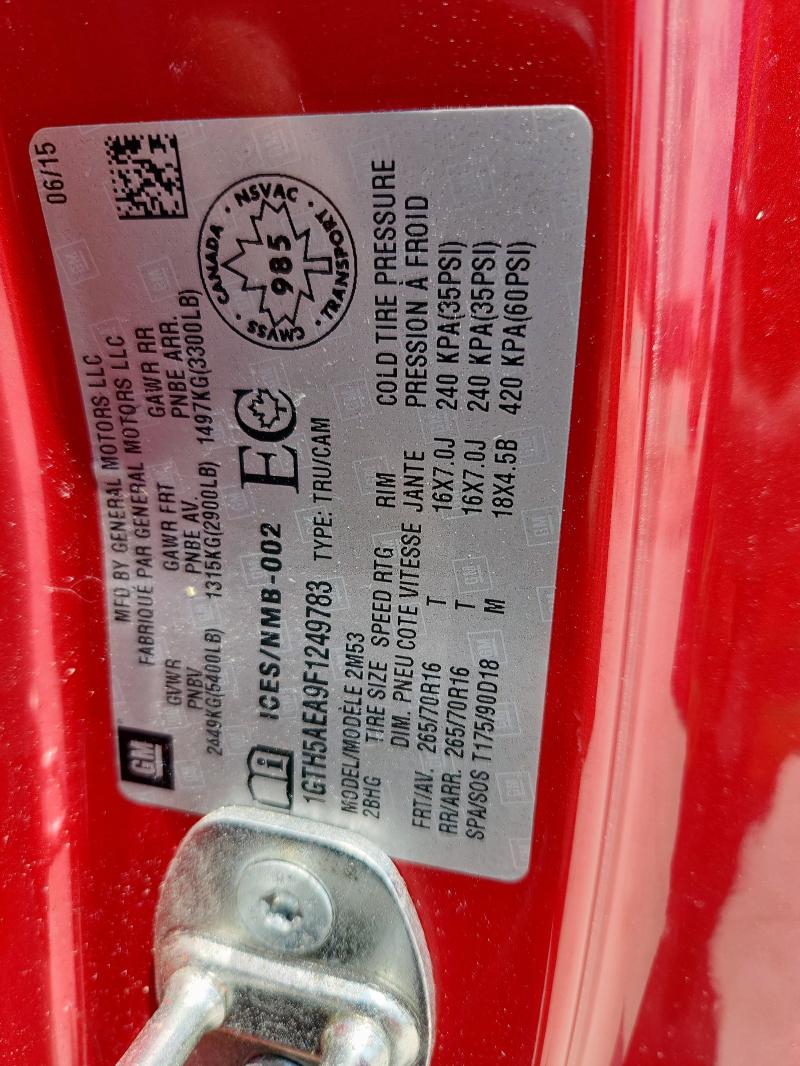 06/15
MFD BY GENERAL MOTORS LLC
FABRIQUÉ PAR GENERAL MOTORS LLC
GM
GVWR GAWR FRT GAWR RR
PNBV PNBE AV. PNBE ARR.
2449KG(5400LB) 1315KG(2900LB) 1497KG(3300LB)
CANADA · NSVAC · TRANSPORT · CMVSS ·
985
ICES/NMB-002 EC
1GTH5AEA9F1249783 TYPE: TRU/CAM
MODEL/MODÈLE 2M53
2BHG TIRE SIZE SPEED RTG RIM COLD TIRE PRESSURE
DIM. PNEU COTE VITESSE JANTE PRESSION À FROID
FRT/AV. 265/70R16 T 16X7.0J 240 KPA(35PSI)
RR/ARR. 265/70R16 T 16X7.0J 240 KPA(35PSI)
SPA/SOS T175/90D18 M 18X4.5B 420 KPA(60PSI)